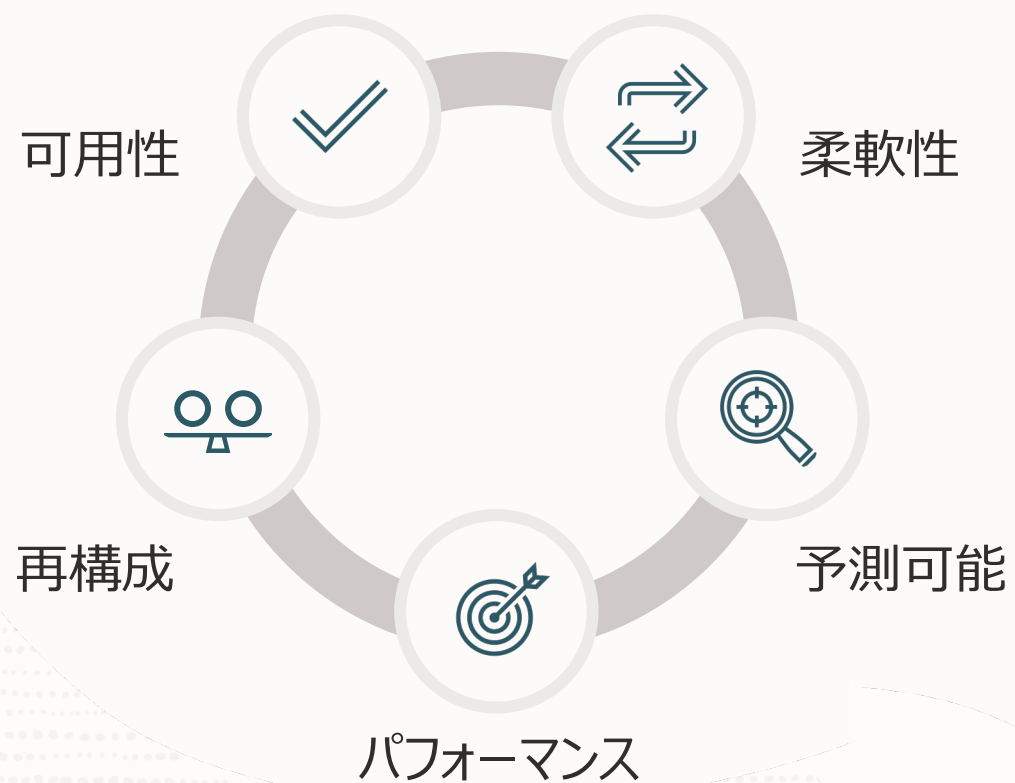 可用性
柔軟性
再構成
予測可能
パフォーマンス